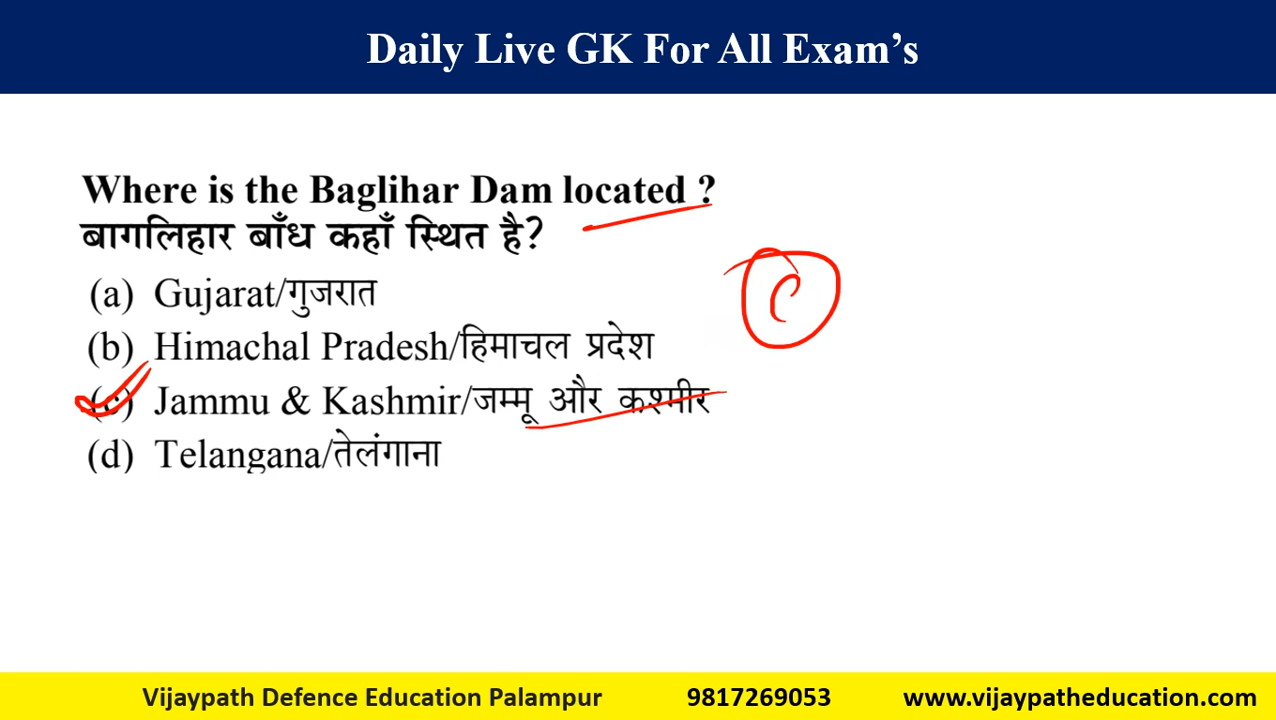 Daily Live GK For All Exam's
Where is the Baglihar Dam located ?
बागलिहार बाँध कहाँ स्थित है?
(a) Gujarat/गुजरात
(b) Himachal Pradesh/हिमाचल प्रदेश
C
(c) Jammu & Kashmir/जम्मू और कश्मीर
(d) Telangana/तेलंगाना
Vijaypath Defence Education Palampur 9817269053 www.vijaypatheducation.com